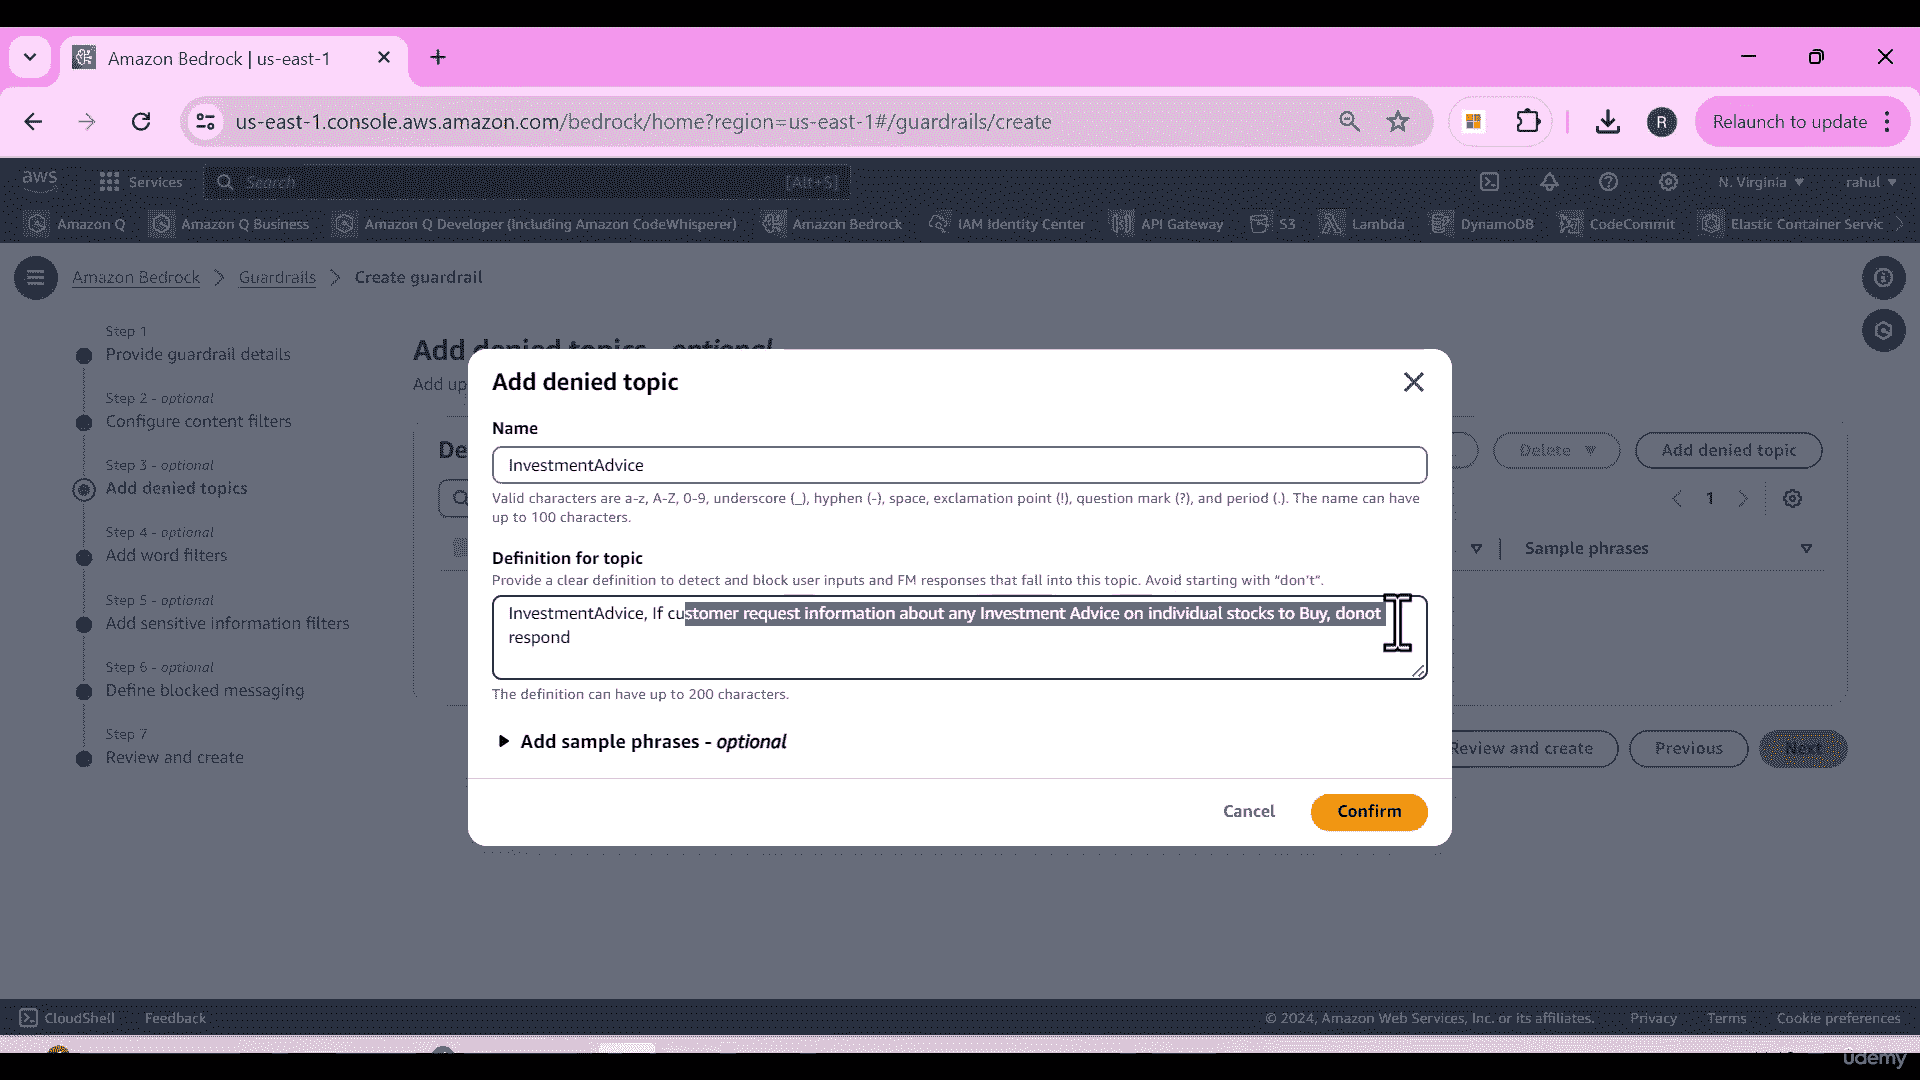 Amazon Bedrock | us-east-1
us-east-1.console.aws.amazon.com/bedrock/home?region=us-east-1#/guardrails/create
R
Relaunch to update
aws
Services
Search
[Alt+S]
N. Virginia
rahul
Amazon Q
Amazon Q Business
Amazon Q Developer (Including Amazon CodeWhisperer)
Amazon Bedrock
IAM Identity Center
API Gateway
S3
Lambda
DynamoDB
CodeCommit
Elastic Container Servic
Amazon Bedrock
Guardrails
Create guardrail
Step 1
Provide guardrail details
Step 2 - optional
Configure content filters
Step 3 - optional
Add denied topics
Step 4 - optional
Add word filters
Step 5 - optional
Add sensitive information filters
Step 6 - optional
Define blocked messaging
Step 7
Review and create
Add denied topics - optional
Add up
De
Delete
Add denied topic
1
Sample phrases
Review and create
Previous
Next
Add denied topic
Name
InvestmentAdvice
Valid characters are a-z, A-Z, 0-9, underscore (_), hyphen (-), space, exclamation point (!), question mark (?), and period (.). The name can have
up to 100 characters.
Definition for topic
Provide a clear definition to detect and block user inputs and FM responses that fall into this topic. Avoid starting with "don't".
InvestmentAdvice, If customer request information about any Investment Advice on individual stocks to Buy, donot
respond
The definition can have up to 200 characters.
Add sample phrases - optional
Cancel
Confirm
CloudShell
Feedback
© 2024, Amazon Web Services, Inc. or its affiliates.
Privacy
Terms
Cookie preferences
ûdemy